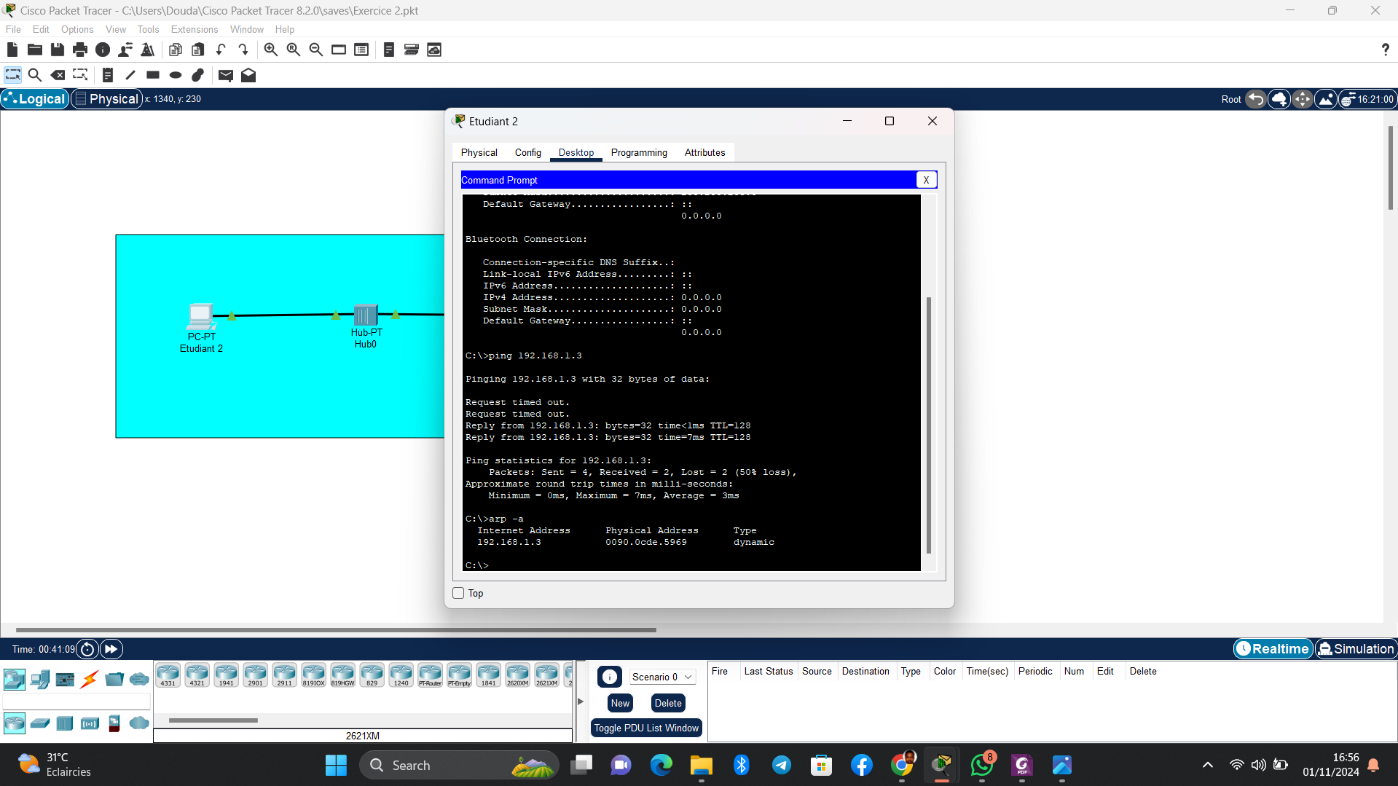 Cisco Packet Tracer - C:\Users\Douda\Cisco Packet Tracer 8.2.0\saves\Exercice 2.pkt
File Edit Options View Tools Extensions Window Help
?
Logical Physical x: 1340, y: 230
Root 16:21:00
Etudiant 2
Physical Config Desktop Programming Attributes
Command Prompt X
Default Gateway.................: ::
0.0.0.0
Bluetooth Connection:
Connection-specific DNS Suffix..:
Link-local IPv6 Address.........: ::
IPv6 Address....................: ::
IPv4 Address....................: 0.0.0.0
Subnet Mask.....................: 0.0.0.0
Default Gateway.................: ::
0.0.0.0
C:\>ping 192.168.1.3
Pinging 192.168.1.3 with 32 bytes of data:
Request timed out.
Request timed out.
Reply from 192.168.1.3: bytes=32 time<1ms TTL=128
Reply from 192.168.1.3: bytes=32 time=7ms TTL=128
Ping statistics for 192.168.1.3:
Packets: Sent = 4, Received = 2, Lost = 2 (50% loss),
Approximate round trip times in milli-seconds:
Minimum = 0ms, Maximum = 7ms, Average = 3ms
C:\>arp -a
Internet Address Physical Address Type
192.168.1.3 0090.0cde.5969 dynamic
C:\>
Top
PC-PT
Etudiant 2
Hub-PT
Hub0
Time: 00:41:09
Realtime Simulation
4331 4321 1941 2901 2911 819IOX 819HGW 829 1240 PT-Router PT-Empty 1841 2620XM 2621XM
2621XM
Scenario 0
New Delete
Toggle PDU List Window
Fire Last Status Source Destination Type Color Time(sec) Periodic Num Edit Delete
31°C
Eclaircies
Search
8
PDF
16:56
01/11/2024